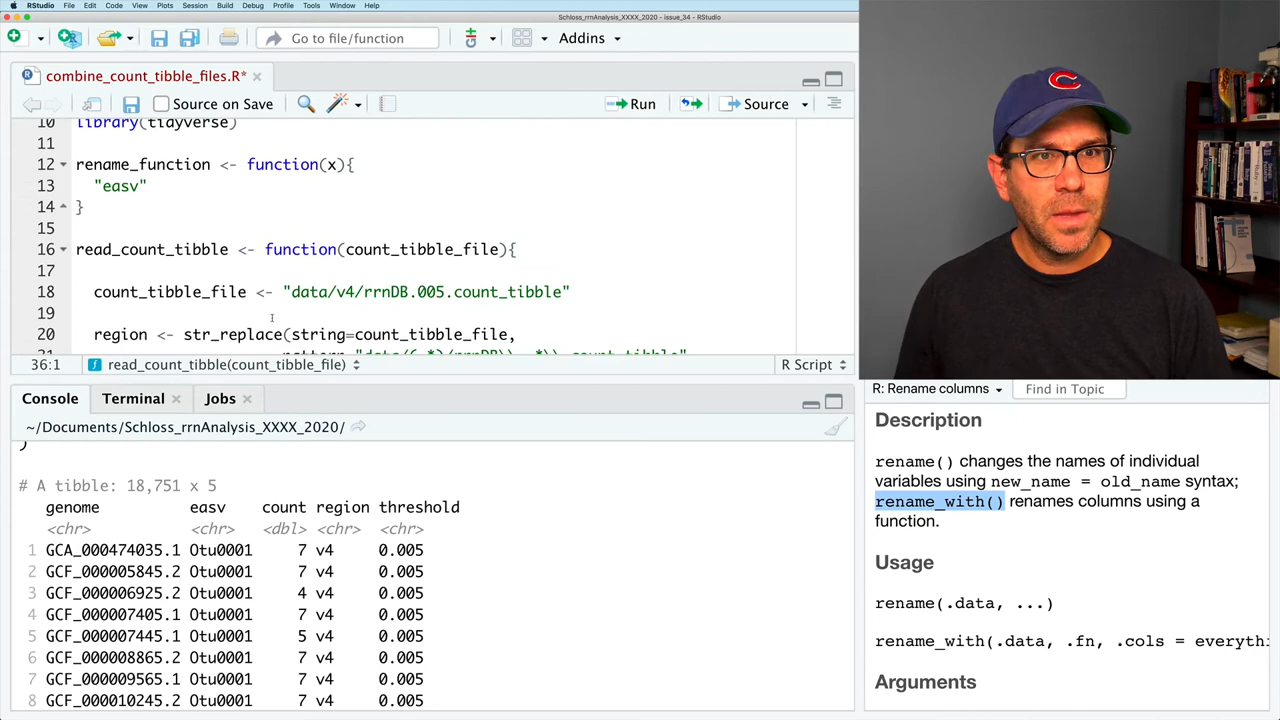 RStudio File Edit Code View Plots Session Build Debug Profile Tools Window Help
Schloss_rrnAnalysis_XXXX_2020 - issue_34 - RStudio
Go to file/function
Addins
combine_count_tibble_files.R*
Source on Save
Run
Source
10 library(tidyverse)
11
12 rename_function <- function(x){
13 "easv"
14 }
15
16 read_count_tibble <- function(count_tibble_file){
17
18 count_tibble_file <- "data/v4/rrnDB.005.count_tibble"
19
20 region <- str_replace(string=count_tibble_file,
36:1 read_count_tibble(count_tibble_file) R Script
Console Terminal Jobs
~/Documents/Schloss_rrnAnalysis_XXXX_2020/
)
# A tibble: 18,751 x 5
genome easv count region threshold
<chr> <chr> <dbl> <chr> <chr>
1 GCA_000474035.1 Otu0001 7 v4 0.005
2 GCF_000005845.2 Otu0001 7 v4 0.005
3 GCF_000006925.2 Otu0001 4 v4 0.005
4 GCF_000007405.1 Otu0001 7 v4 0.005
5 GCF_000007445.1 Otu0001 5 v4 0.005
6 GCF_000008865.2 Otu0001 7 v4 0.005
7 GCF_000009565.1 Otu0001 7 v4 0.005
8 GCF_000010245.2 Otu0001 7 v4 0.005
C
R: Rename columns
Find in Topic
Description
rename() changes the names of individual
variables using new_name = old_name syntax;
rename_with() renames columns using a
function.
Usage
rename(.data, ...)
rename_with(.data, .fn, .cols = everythi
Arguments